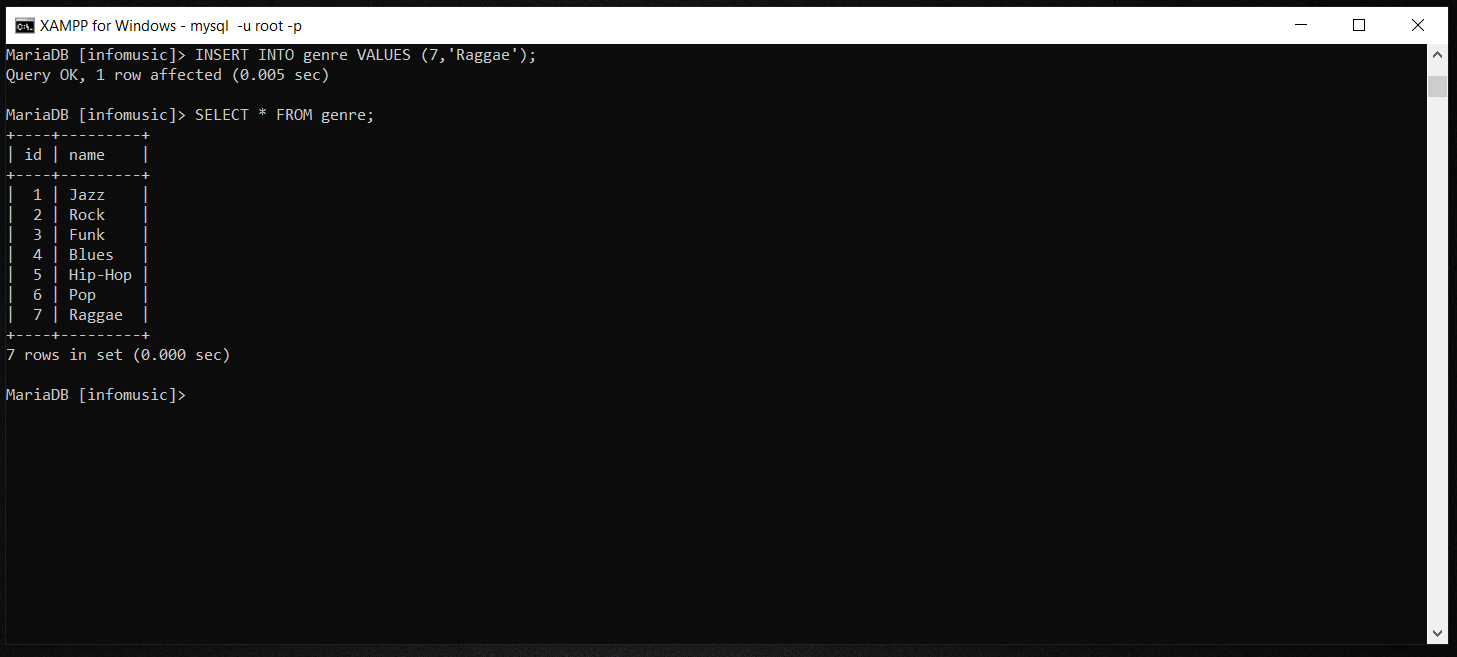 XAMPP for Windows - mysql  -u root -p
MariaDB [infomusic]> INSERT INTO genre VALUES (7,'Raggae');
Query OK, 1 row affected (0.005 sec)
MariaDB [infomusic]> SELECT * FROM genre;
+----+---------+
| id | name    |
+----+---------+
|  1 | Jazz    |
|  2 | Rock    |
|  3 | Funk    |
|  4 | Blues   |
|  5 | Hip-Hop |
|  6 | Pop     |
|  7 | Raggae  |
+----+---------+
7 rows in set (0.000 sec)
MariaDB [infomusic]>